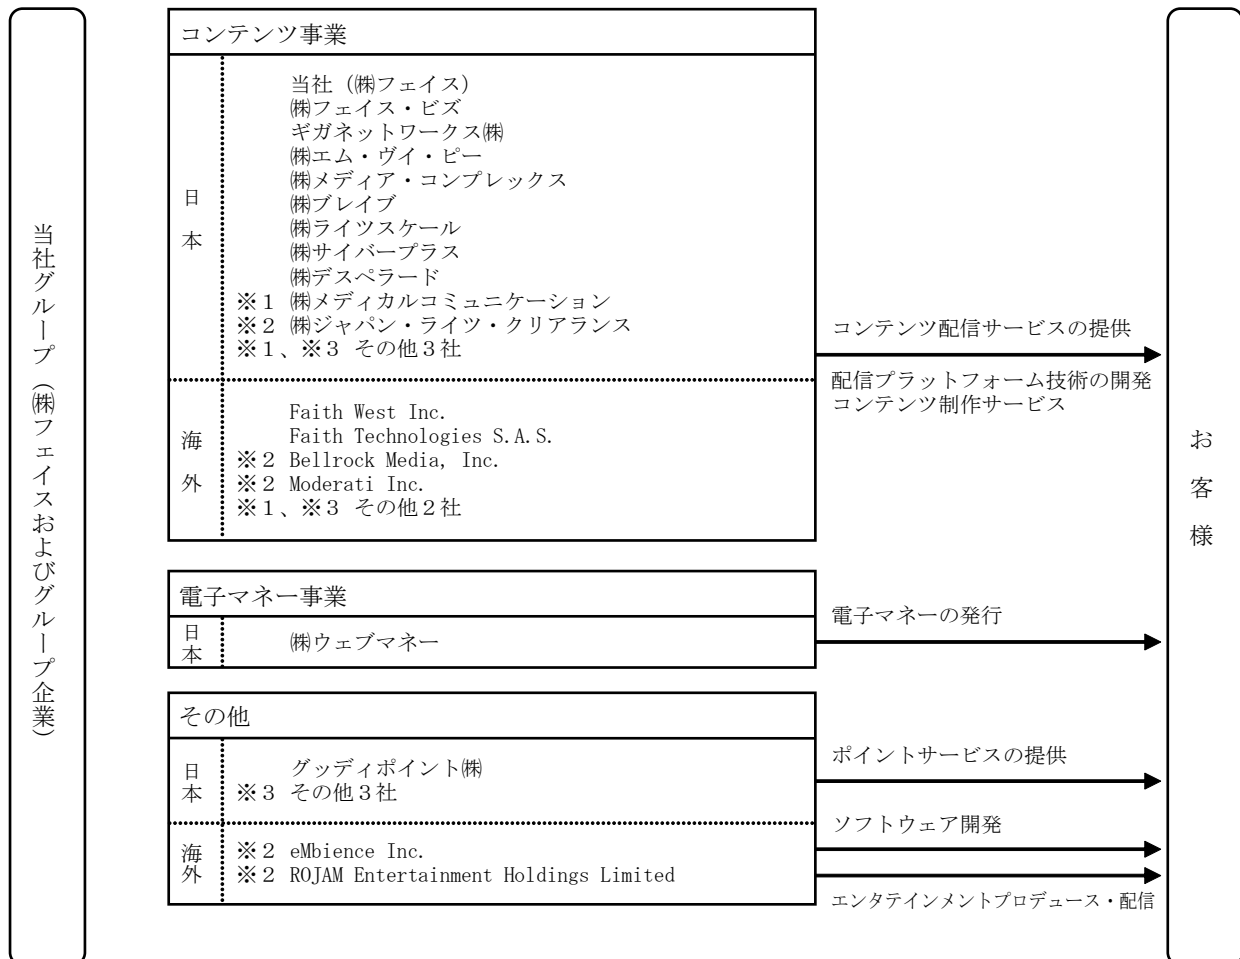 当社グループ（㈱フェイスおよびグループ企業）
コンテンツ事業
日本
当社（㈱フェイス）
㈱フェイス・ビズ
ギガネットワークス㈱
㈱エム・ヴイ・ピー
㈱メディア・コンプレックス
㈱ブレイブ
㈱ライツスケール
㈱サイバープラス
㈱デスペラード
※１ ㈱メディカルコミュニケーション
※２ ㈱ジャパン・ライツ・クリアランス
※１、※３ その他３社
海外
Faith West Inc.
Faith Technologies S.A.S.
※２ Bellrock Media, Inc.
※２ Moderati Inc.
※１、※３ その他２社
コンテンツ配信サービスの提供
配信プラットフォーム技術の開発
コンテンツ制作サービス
電子マネー事業
日本
㈱ウェブマネー
電子マネーの発行
その他
日本
グッディポイント㈱
※３ その他３社
ポイントサービスの提供
海外
※２ eMbience Inc.
※２ ROJAM Entertainment Holdings Limited
ソフトウェア開発
エンタテインメントプロデュース・配信
お客様